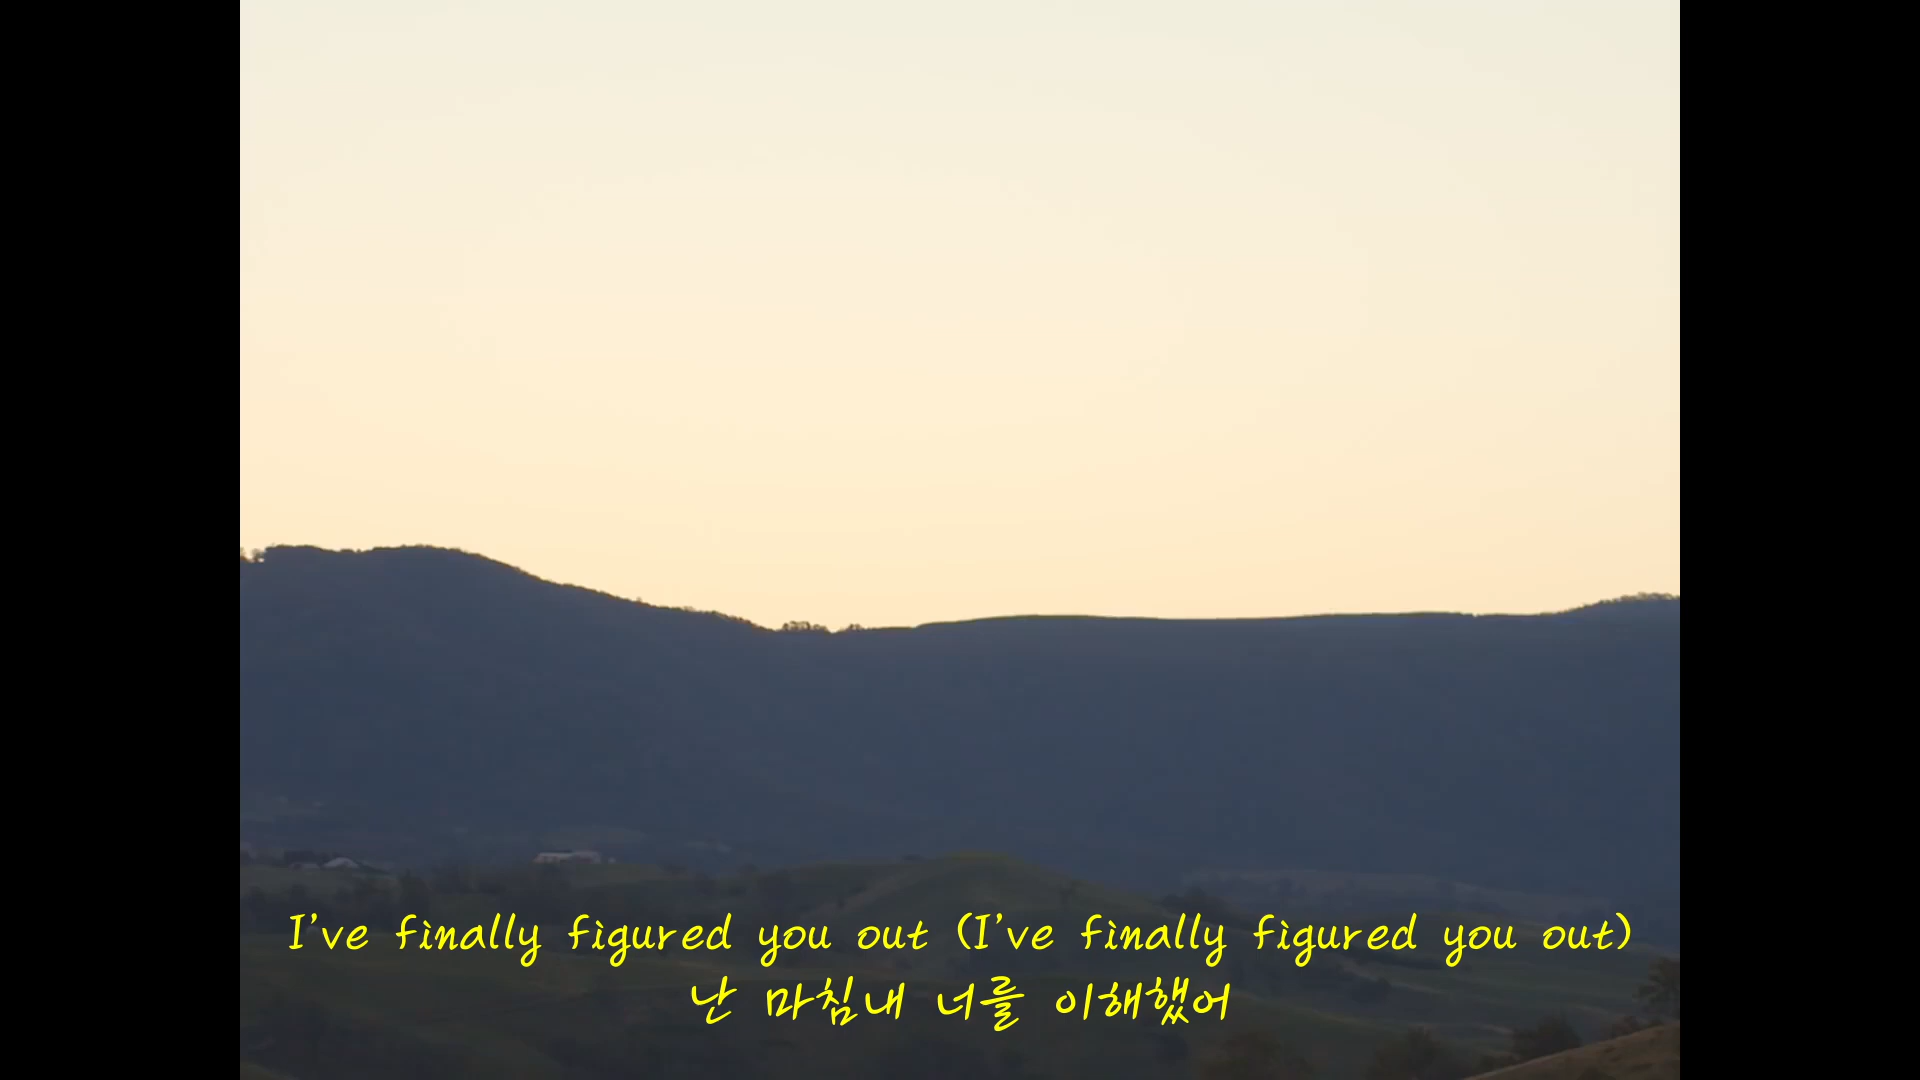 I've finally figured you out (I've finally figured you out)
난 마침내 너를 이해했어